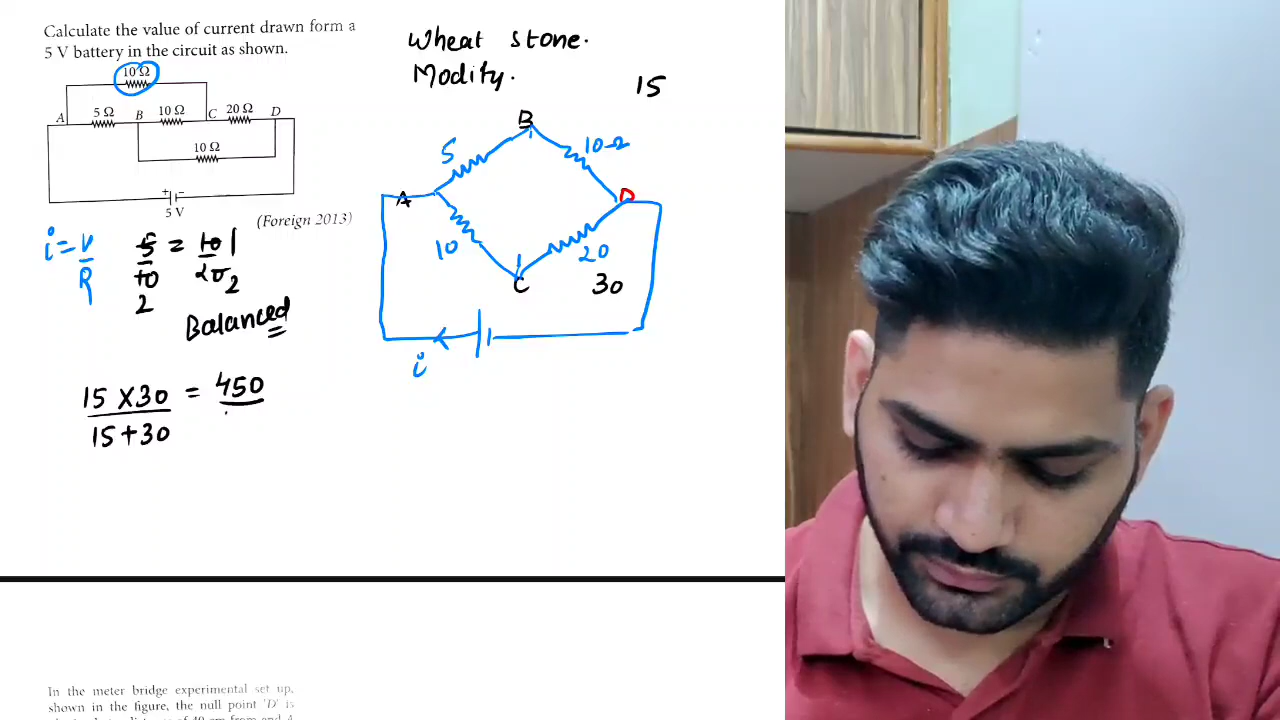 Calculate the value of current drawn form a
5 V battery in the circuit as shown.
10 Ω
A 5 Ω B 10 Ω C 20 Ω D
10 Ω
+ −
5 V
(Foreign 2013)
Wheat stone.
Modify.
15
B
5 10Ω
A D
10 20
C 30
i
i = V/R
5/10 = 10/20
1
2
2
Balanced
15 × 30 = 450
15 + 30
In the meter bridge experimental set up,
shown in the figure, the null point 'D' is